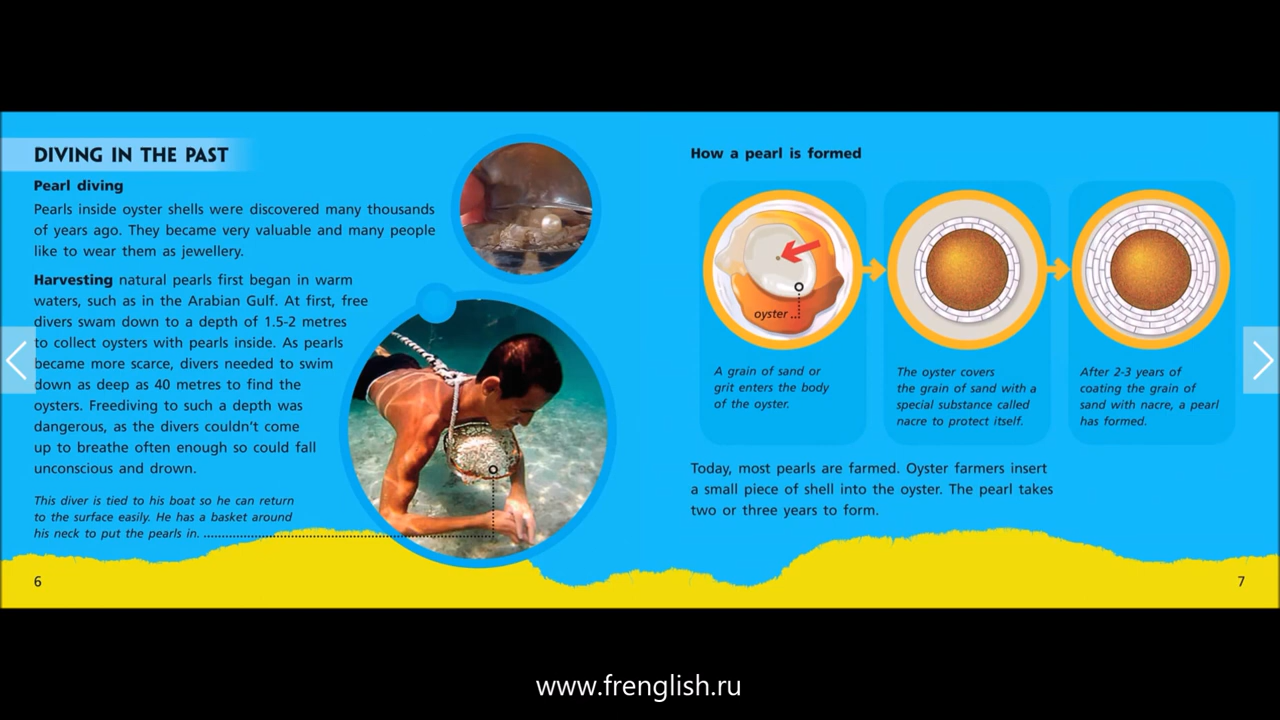 DIVING IN THE PAST
Pearl diving
Pearls inside oyster shells were discovered many thousands
of years ago. They became very valuable and many people
like to wear them as jewellery.
Harvesting natural pearls first began in warm
waters, such as in the Arabian Gulf. At first, free
divers swam down to a depth of 1.5-2 metres
to collect oysters with pearls inside. As pearls
became more scarce, divers needed to swim
down as deep as 40 metres to find the
oysters. Freediving to such a depth was
dangerous, as the divers couldn't come
up to breathe often enough so could fall
unconscious and drown.
This diver is tied to his boat so he can return
to the surface easily. He has a basket around
his neck to put the pearls in.
6
How a pearl is formed
oyster
A grain of sand or
grit enters the body
of the oyster.
The oyster covers
the grain of sand with a
special substance called
nacre to protect itself.
After 2-3 years of
coating the grain of
sand with nacre, a pearl
has formed.
Today, most pearls are farmed. Oyster farmers insert
a small piece of shell into the oyster. The pearl takes
two or three years to form.
7
www.frenglish.ru